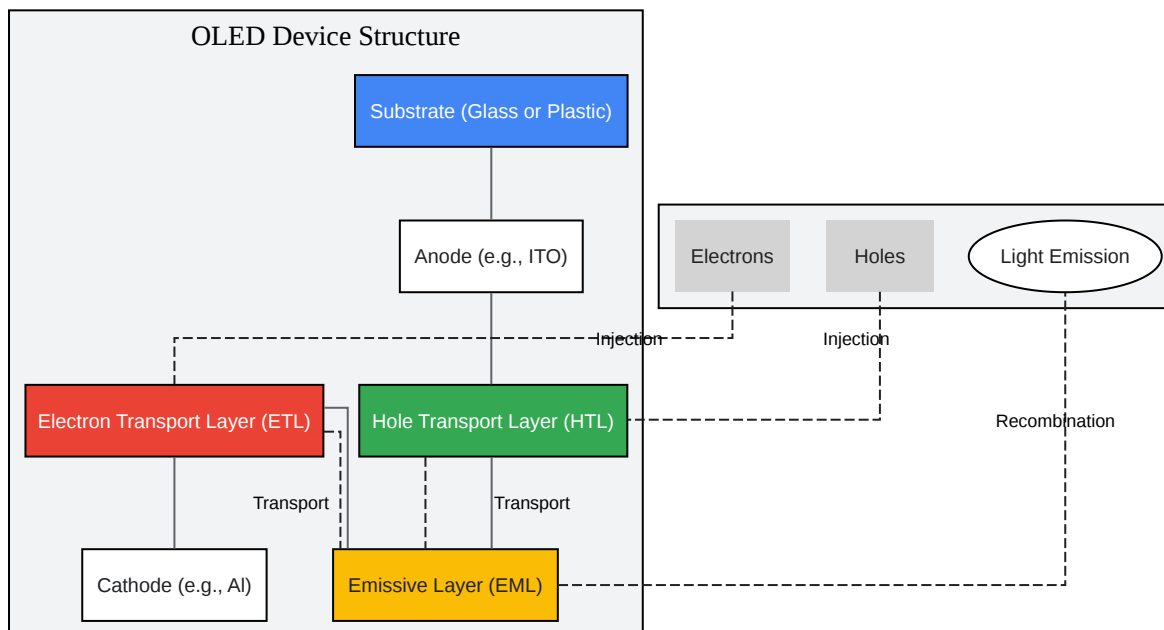 OLED Device Structure
Substrate (Glass or Plastic)
Anode (e.g., ITO)
Electrons
Holes
Light Emission
Injection
Injection
Electron Transport Layer (ETL)
Hole Transport Layer (HTL)
Recombination
Transport
Transport
Cathode (e.g., Al)
Emissive Layer (EML)